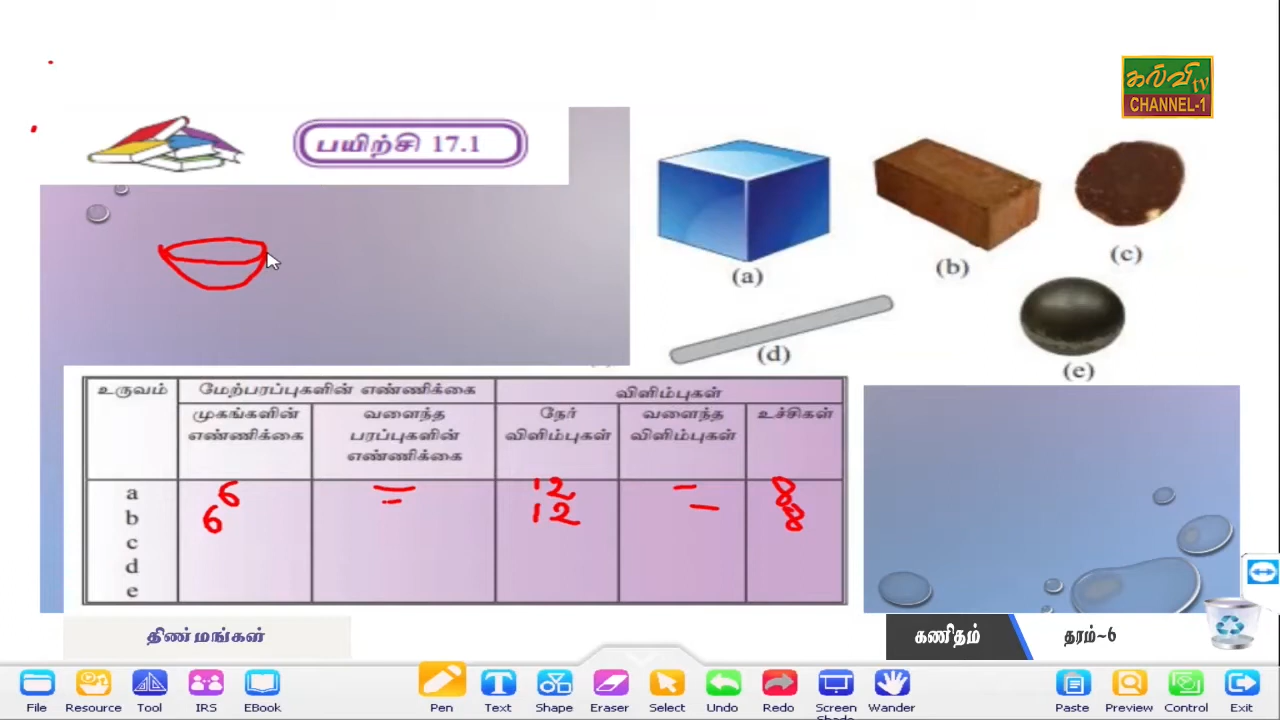 கல்வி tv
CHANNEL-1
பயிற்சி 17.1
(a)
(b)
(c)
(d)
(e)
உருவம் மேற்பரப்புகளின் எண்ணிக்கை விளிம்புகள்
முகங்களின் எண்ணிக்கை வளைந்த பரப்புகளின் எண்ணிக்கை நேர் விளிம்புகள் வளைந்த விளிம்புகள் உச்சிகள்
a 6 – 12 – 8
b 6 – 12 – 8
c
d
e
திண்மங்கள்
கணிதம் தரம்-6
File Resource Tool IRS EBook Pen Text Shape Eraser Select Undo Redo Screen Wander Paste Preview Control Exit